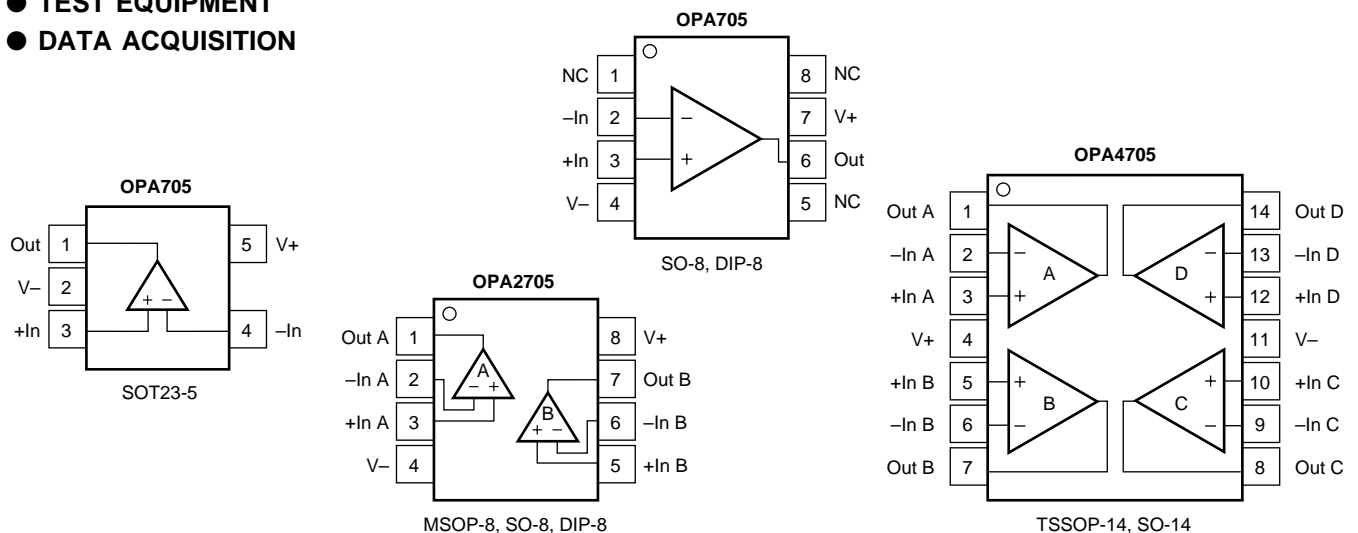 ● TEST EQUIPMENT
● DATA ACQUISITION
OPA705
NC 1 8 NC
–In 2 – 7 V+
+In 3 + 6 Out
V– 4 5 NC
SO-8, DIP-8
OPA705
Out 1 5 V+
V– 2
+In 3 + – 4 –In
SOT23-5
OPA2705
Out A 1 8 V+
–In A 2 A – + 7 Out B
+In A 3 B + – 6 –In B
V– 4 5 +In B
MSOP-8, SO-8, DIP-8
OPA4705
Out A 1 14 Out D
–In A 2 – – 13 –In D
A D
+In A 3 + + 12 +In D
V+ 4 11 V–
+In B 5 + + 10 +In C
B C
–In B 6 – – 9 –In C
Out B 7 8 Out C
TSSOP-14, SO-14